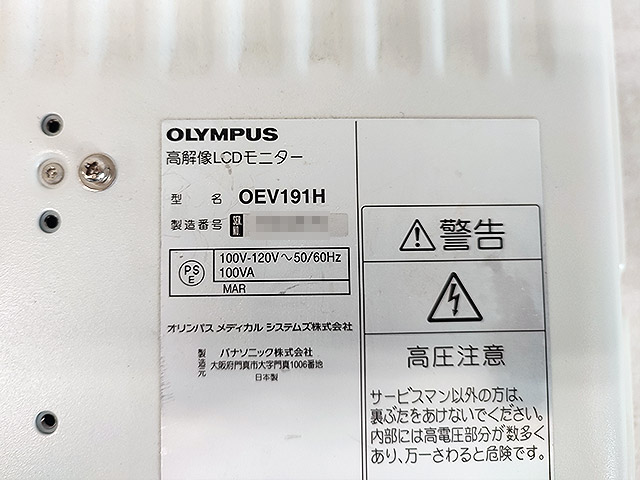 OLYMPUS
高解像LCDモニター
型 名 OEV191H
製造番号 SER. NO.
PSE
100V-120V〜50/60Hz
100VA
MAR
オリンパス メディカル システムズ株式会社
製造元
パナソニック株式会社
大阪府門真市大字門真1006番地
日本製
警告
高圧注意
サービスマン以外の方は、
裏ぶたをあけないでください。
内部には高電圧部分が数多く
あり、万一さわると危険です。